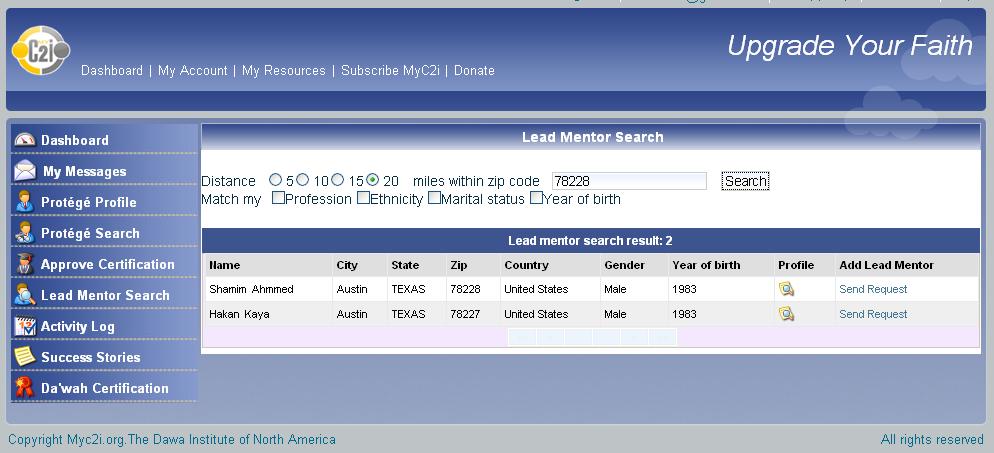 C2i
Upgrade Your Faith
Dashboard | My Account | My Resources | Subscribe MyC2i | Donate
Dashboard
My Messages
Protégé Profile
Protégé Search
Approve Certification
Lead Mentor Search
Activity Log
Success Stories
Da'wah Certification
Lead Mentor Search
Distance 5 10 15 20 miles within zip code 78228 Search
Match my Profession Ethnicity Marital status Year of birth
Lead mentor search result: 2
Name City State Zip Country Gender Year of birth Profile Add Lead Mentor
Shamim Ahmmed Austin TEXAS 78228 United States Male 1983 Send Request
Hakan Kaya Austin TEXAS 78227 United States Male 1983 Send Request
Copyright Myc2i.org.The Dawa Institute of North America All rights reserved